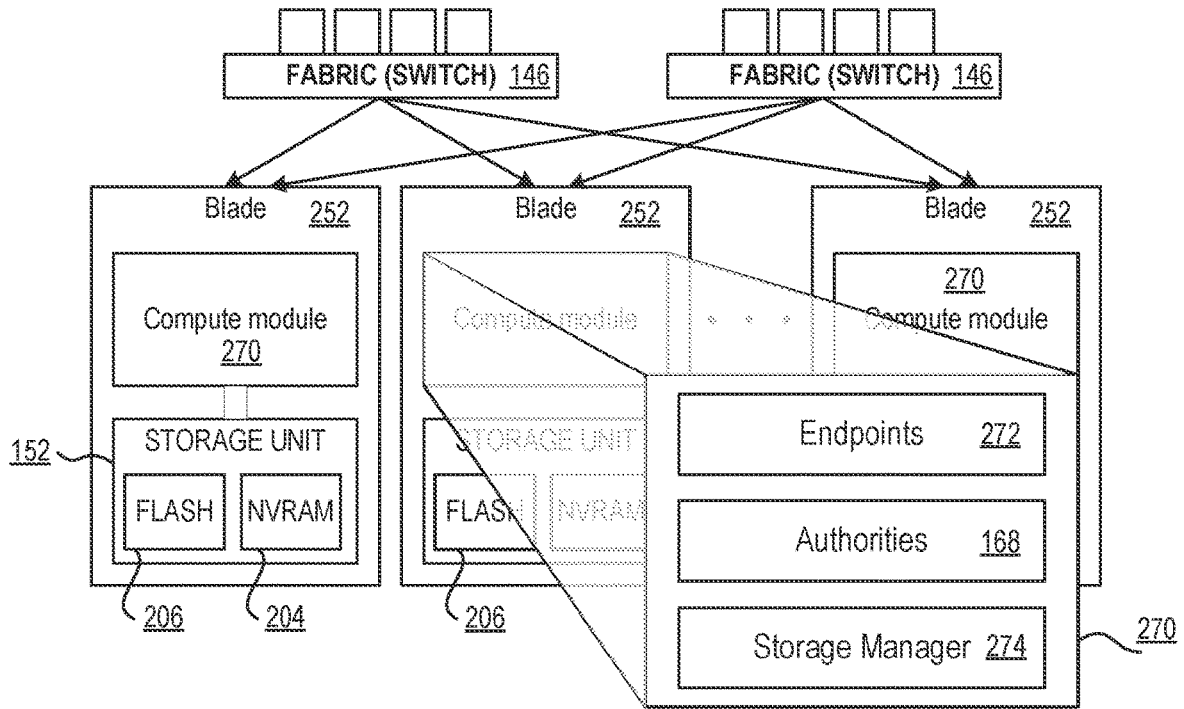 FABRIC (SWITCH) 146
FABRIC (SWITCH) 146
Blade 252
Blade 252
Blade 252
Compute module
270
Compute module
270
Compute module
152
STORAGE UNIT
FLASH
NVRAM
STORAGE UNIT
FLASH
NVRAM
206
204
206
Endpoints 272
Authorities 168
Storage Manager 274
270